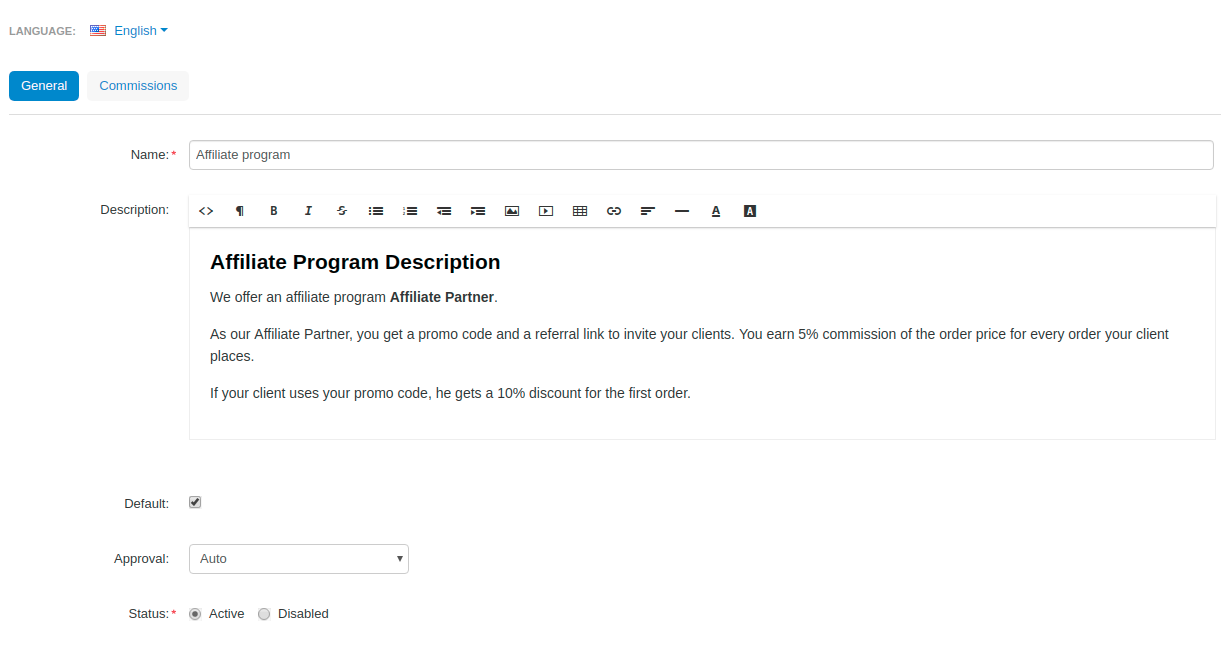 LANGUAGE: English
General Commissions
Name:* Affiliate program
Description:
Affiliate Program Description
We offer an affiliate program Affiliate Partner.
As our Affiliate Partner, you get a promo code and a referral link to invite your clients. You earn 5% commission of the order price for every order your client
places.
If your client uses your promo code, he gets a 10% discount for the first order.
Default:
Approval: Auto
Status:* Active Disabled